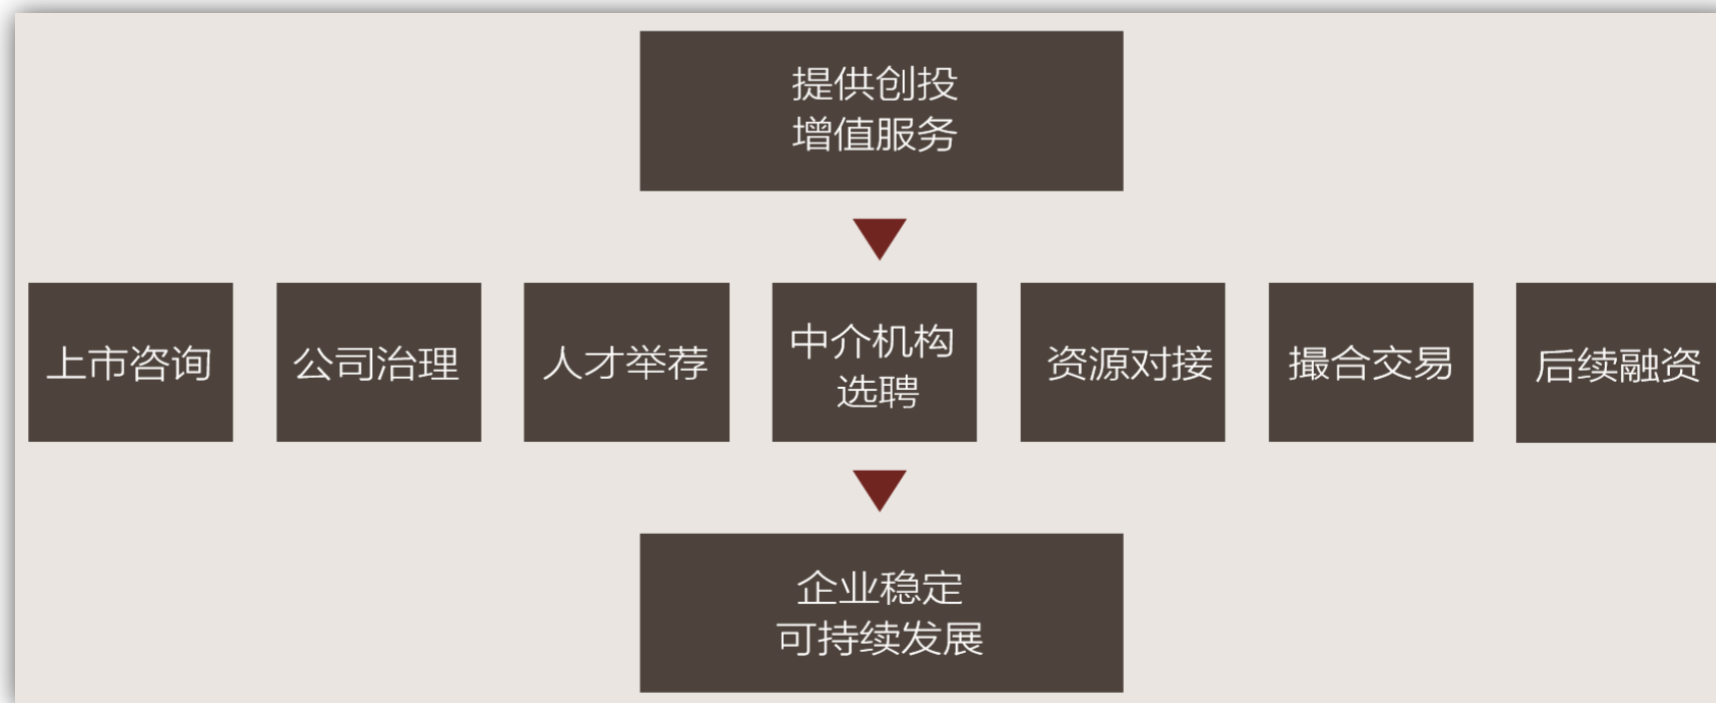 提供创投
增值服务
上市咨询
公司治理
人才举荐
中介机构
选聘
资源对接
撮合交易
后续融资
企业稳定
可持续发展